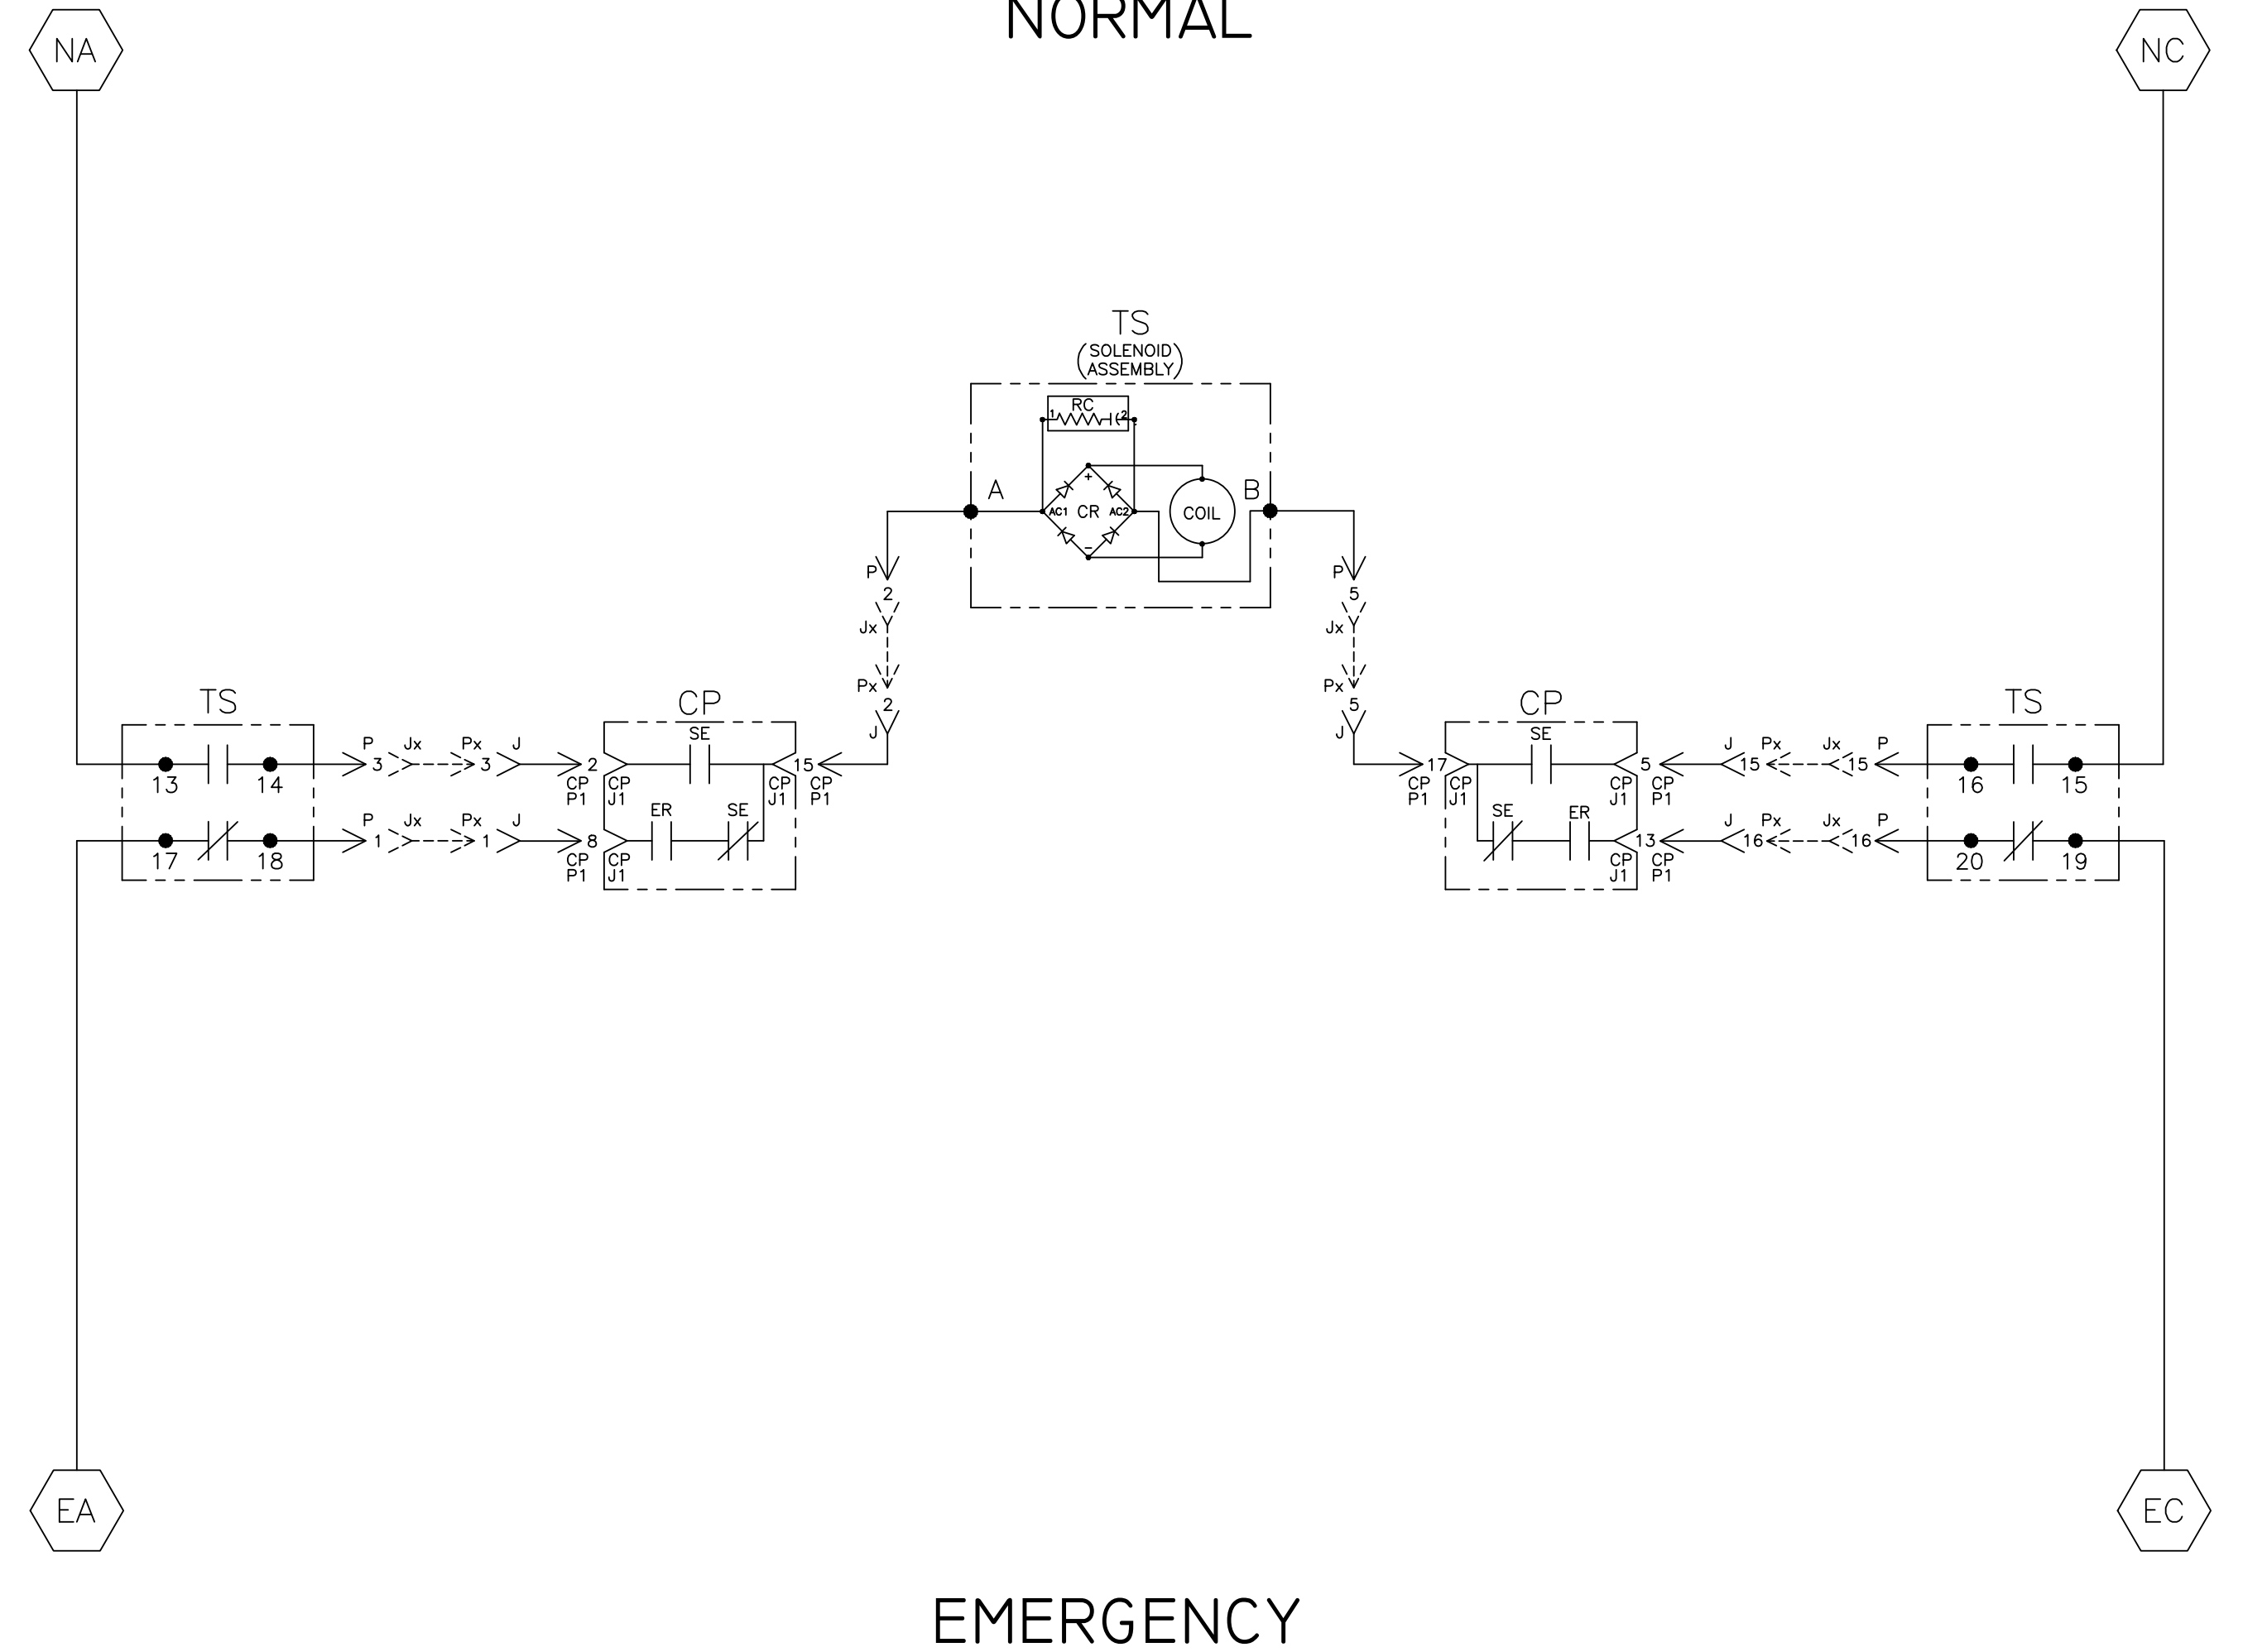 NORMAL
NA
NC
TS
(SOLENOID
ASSEMBLY)
RC
1 2
A
B
+
AC1 CR AC2
COIL
−
P
2
Jx
Px
2
J
P
5
Jx
Px
5
J
TS
13 14
17 18
P Jx Px J
3 3
P Jx Px J
1 1
CP
SE
2
CP CP
P1 J1
15
CP CP
J1 P1
ER SE
8
CP CP
P1 J1
CP
SE
17
CP CP
P1 J1
5
CP CP
J1 P1
SE ER
13
CP CP
J1 P1
J Px Jx P
15 15
J Px Jx P
16 16
TS
16 15
20 19
EA
EC
EMERGENCY